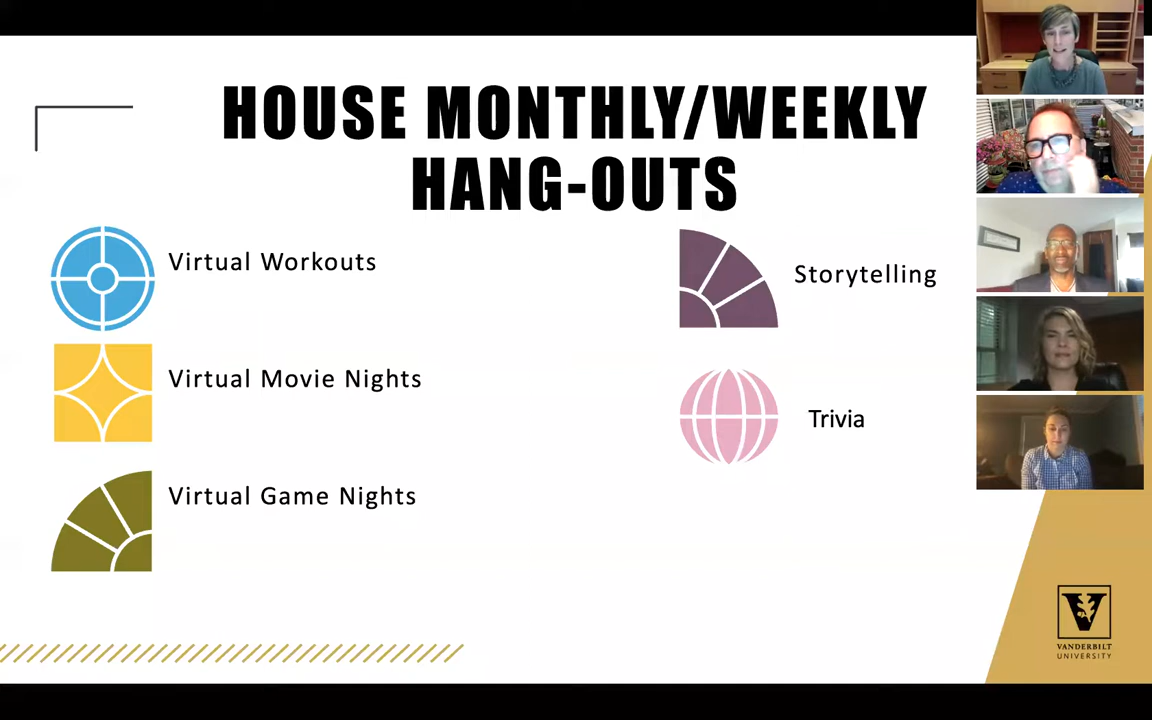 HOUSE MONTHLY/WEEKLY
HANG-OUTS
Virtual Workouts
Virtual Movie Nights
Virtual Game Nights
Storytelling
Trivia
V
VANDERBILT
UNIVERSITY